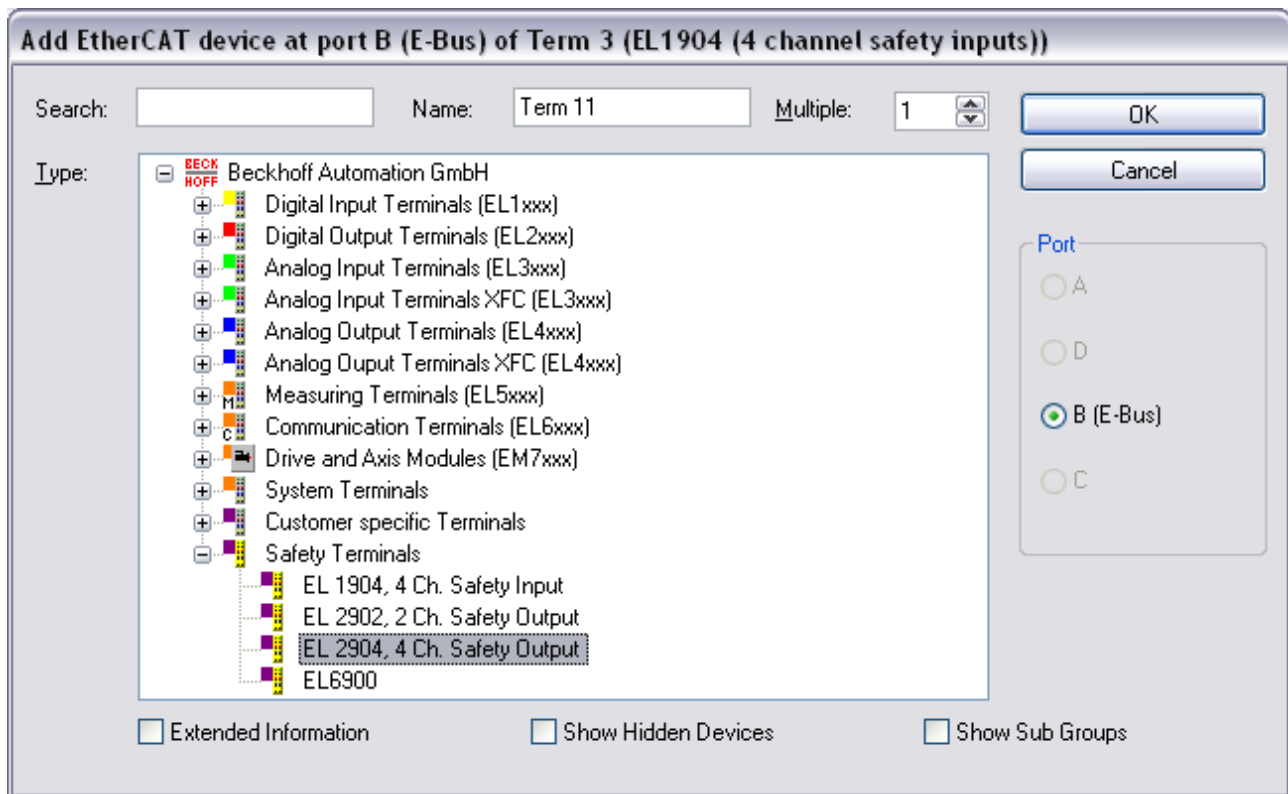 Add EtherCAT device at port B (E-Bus) of Term 3 (EL1904 (4 channel safety inputs))
Search: Name: Term 11 Multiple: 1 OK
Type: Cancel
BECK HOFF Beckhoff Automation GmbH
Digital Input Terminals (EL1xxx)
Digital Output Terminals (EL2xxx)
Analog Input Terminals (EL3xxx)
Analog Input Terminals XFC (EL3xxx)
Analog Output Terminals (EL4xxx)
Analog Ouput Terminals XFC (EL4xxx)
M Measuring Terminals (EL5xxx)
C Communication Terminals (EL6xxx)
Drive and Axis Modules (EM7xxx)
System Terminals
Customer specific Terminals
Safety Terminals
EL 1904, 4 Ch. Safety Input
EL 2902, 2 Ch. Safety Output
EL 2904, 4 Ch. Safety Output
EL6900
Port
A
D
B (E-Bus)
C
Extended Information Show Hidden Devices Show Sub Groups